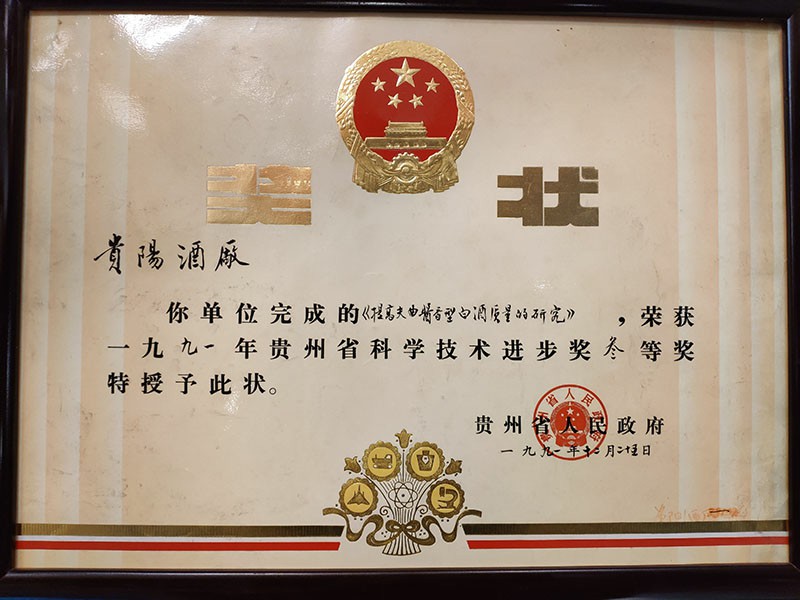 奖状
貴陽酒厰
你单位完成的《提高夫曲酱香型白酒质量的研究》，荣获
一九九一年贵州省科学技术进步奖叁等奖
特授予此状。
贵州省人民政府
一九九一年十二月二十五日